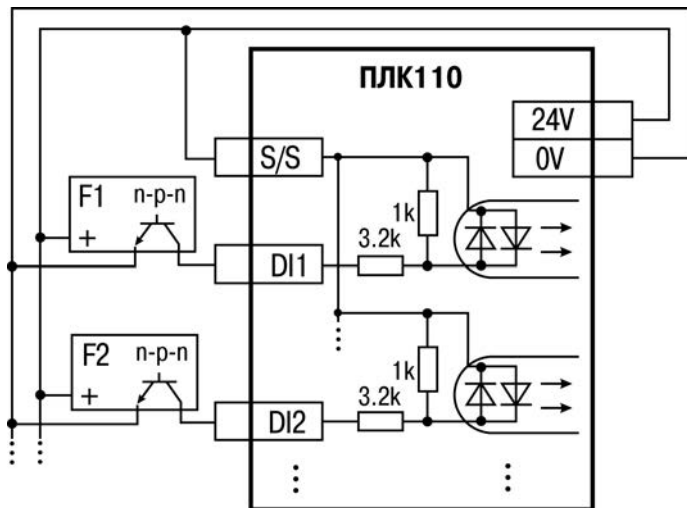 ПЛК110
24V
0V
S/S
F1 n-p-n
+
1k
3.2k
DI1
F2 n-p-n
+
1k
3.2k
DI2